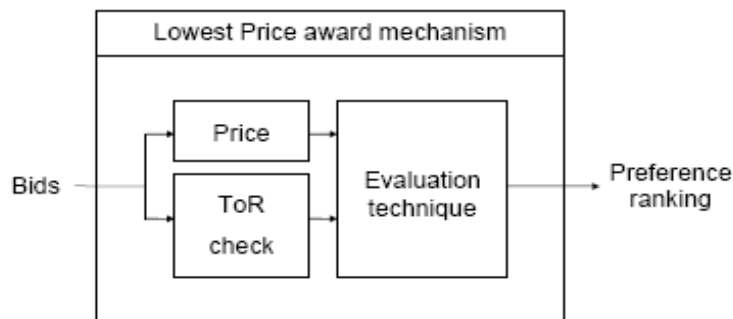 Lowest Price award mechanism
Bids
Price
ToR
check
Evaluation
technique
Preference
ranking